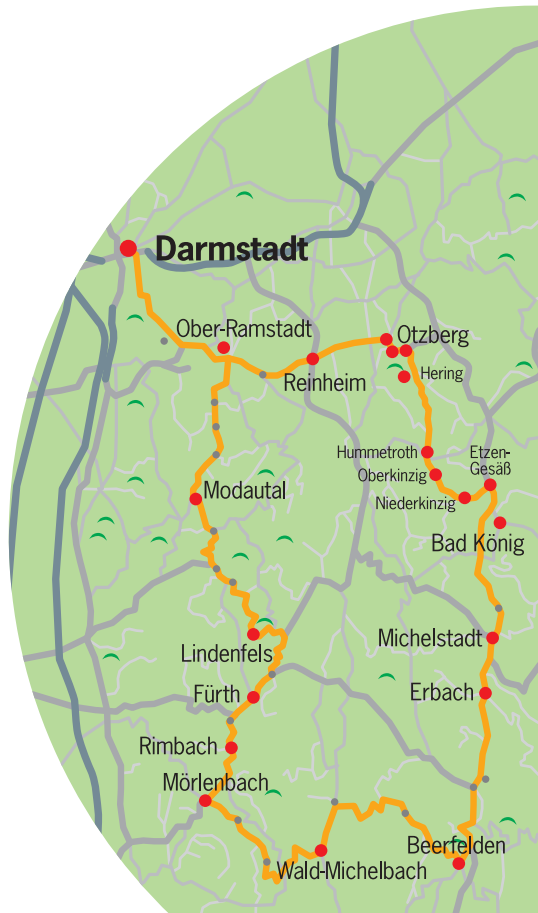 Darmstadt
Ober-Ramstadt
Otzberg
Reinheim
Hering
Hummetroth
Etzen-
Gesäß
Oberkinzig
Modautal
Niederkinzig
Bad König
Michelstadt
Lindenfels
Fürth
Erbach
Rimbach
Mörlenbach
Beerfelden
Wald-Michelbach